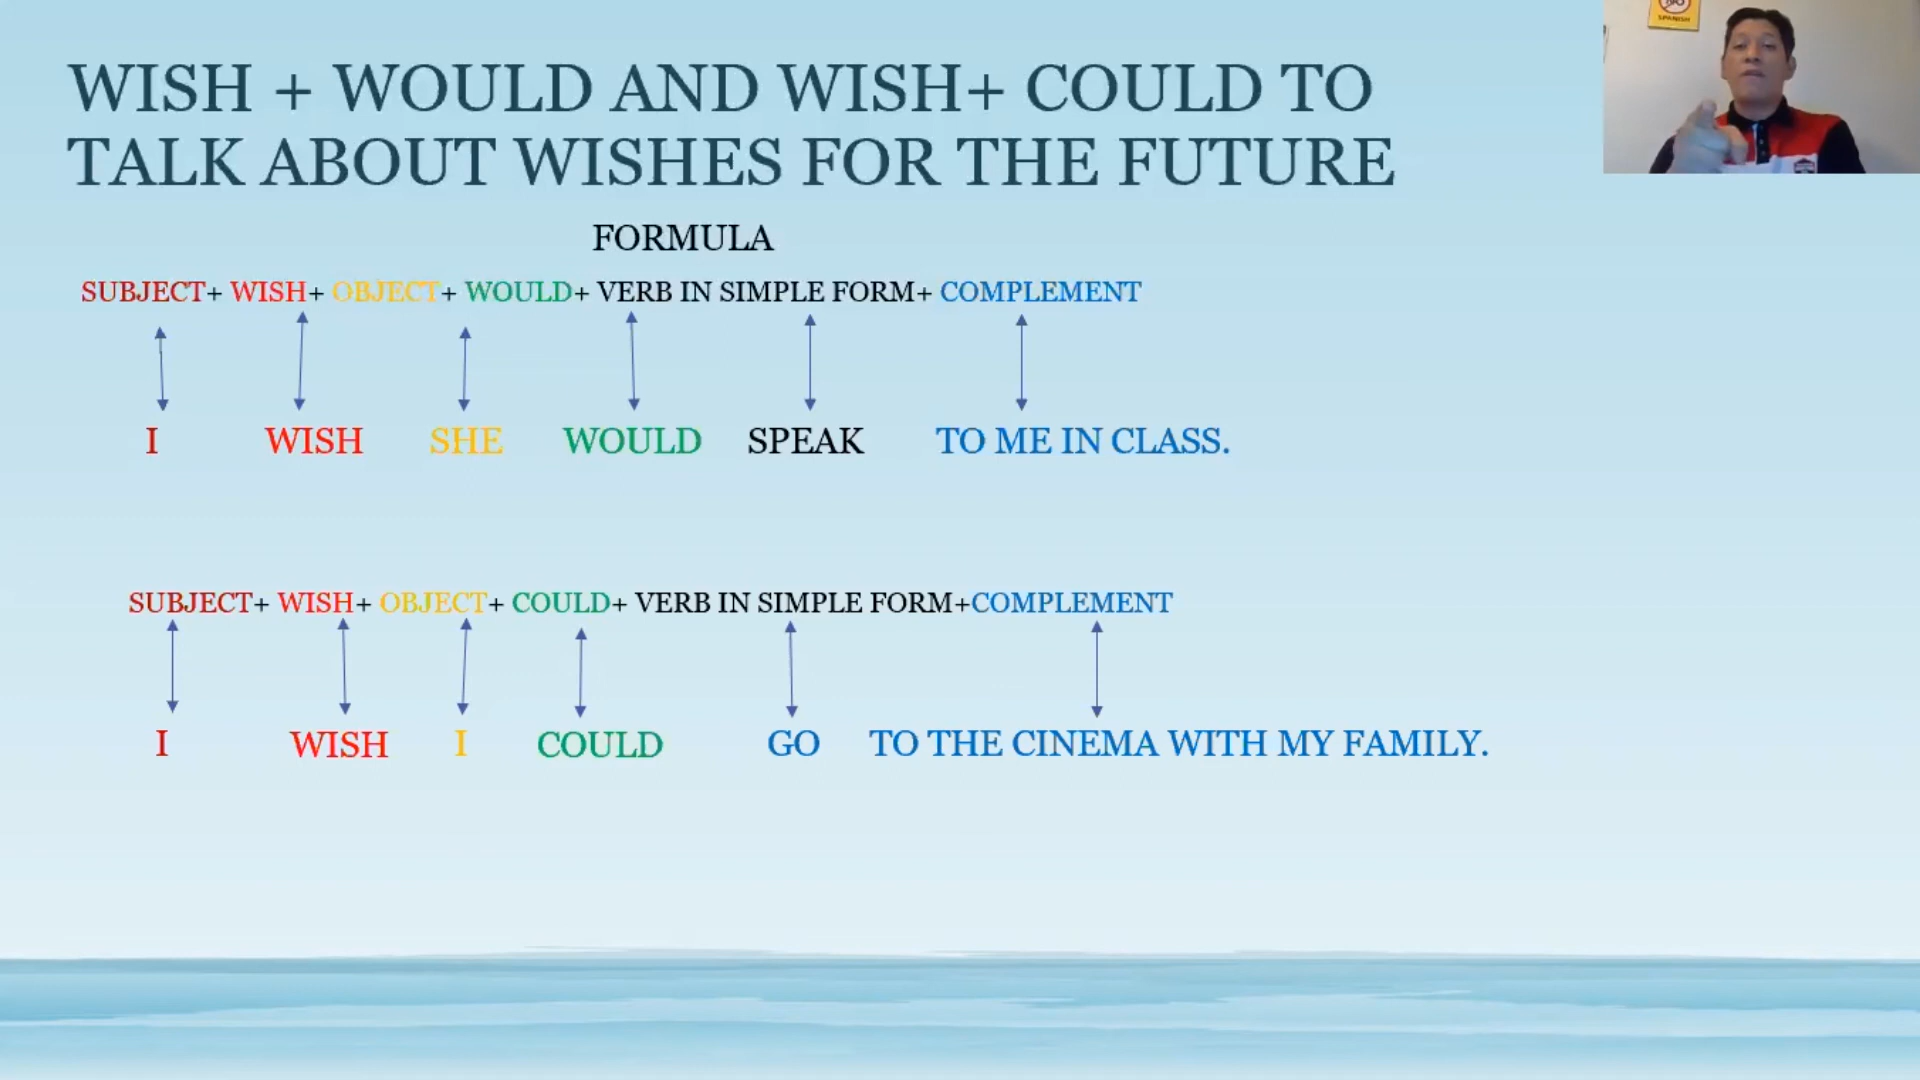 WISH + WOULD AND WISH+ COULD TO
TALK ABOUT WISHES FOR THE FUTURE
FORMULA
SUBJECT+ WISH+ OBJECT+ WOULD+ VERB IN SIMPLE FORM+ COMPLEMENT
I WISH SHE WOULD SPEAK TO ME IN CLASS.
SUBJECT+ WISH+ OBJECT+ COULD+ VERB IN SIMPLE FORM+COMPLEMENT
I WISH I COULD GO TO THE CINEMA WITH MY FAMILY.
SPANISH